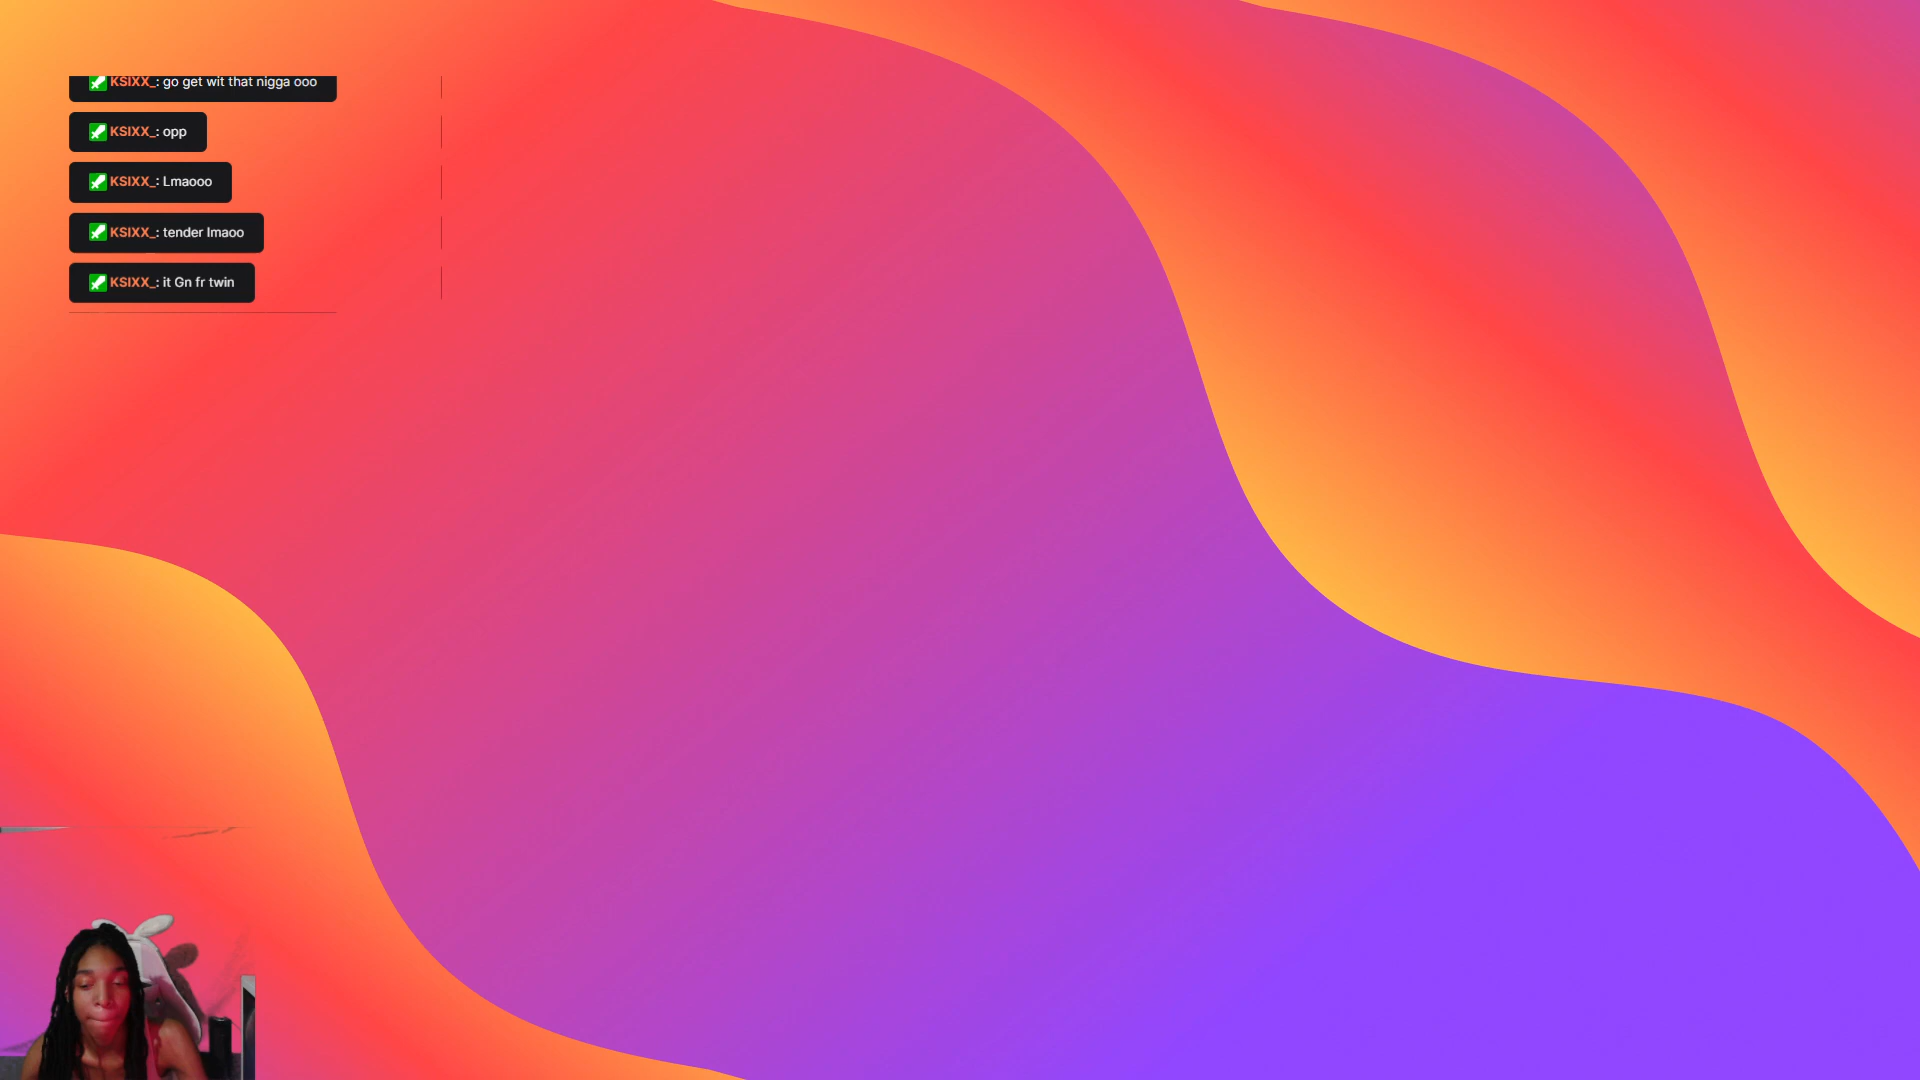 KSIXX_: go get wit that nigga ooo
KSIXX_: opp
KSIXX_: Lmaooo
KSIXX_: tender lmaoo
KSIXX_: it Gn fr twin